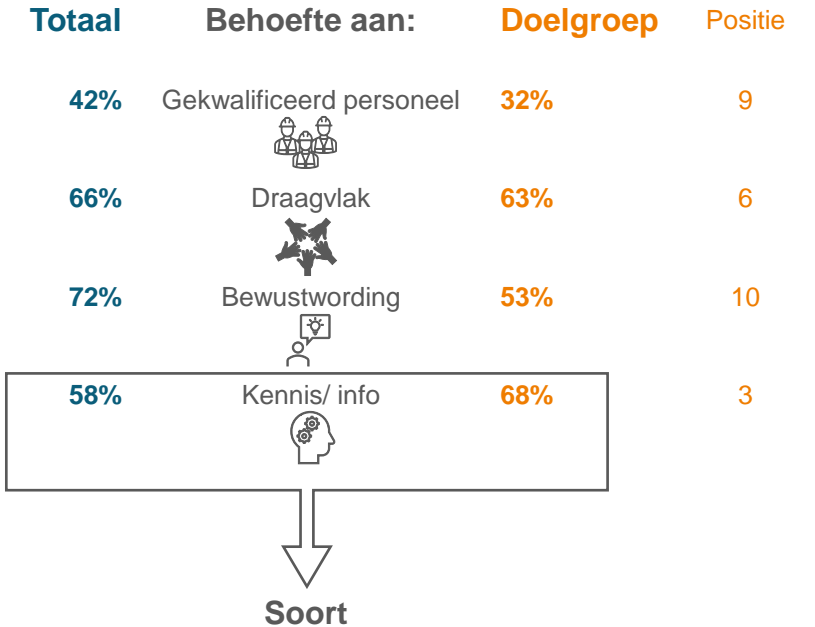 Totaal Behoefte aan: Doelgroep Positie
42% Gekwalificeerd personeel 32% 9
66% Draagvlak 63% 6
72% Bewustwording 53% 10
58% Kennis/ info 68% 3
Soort